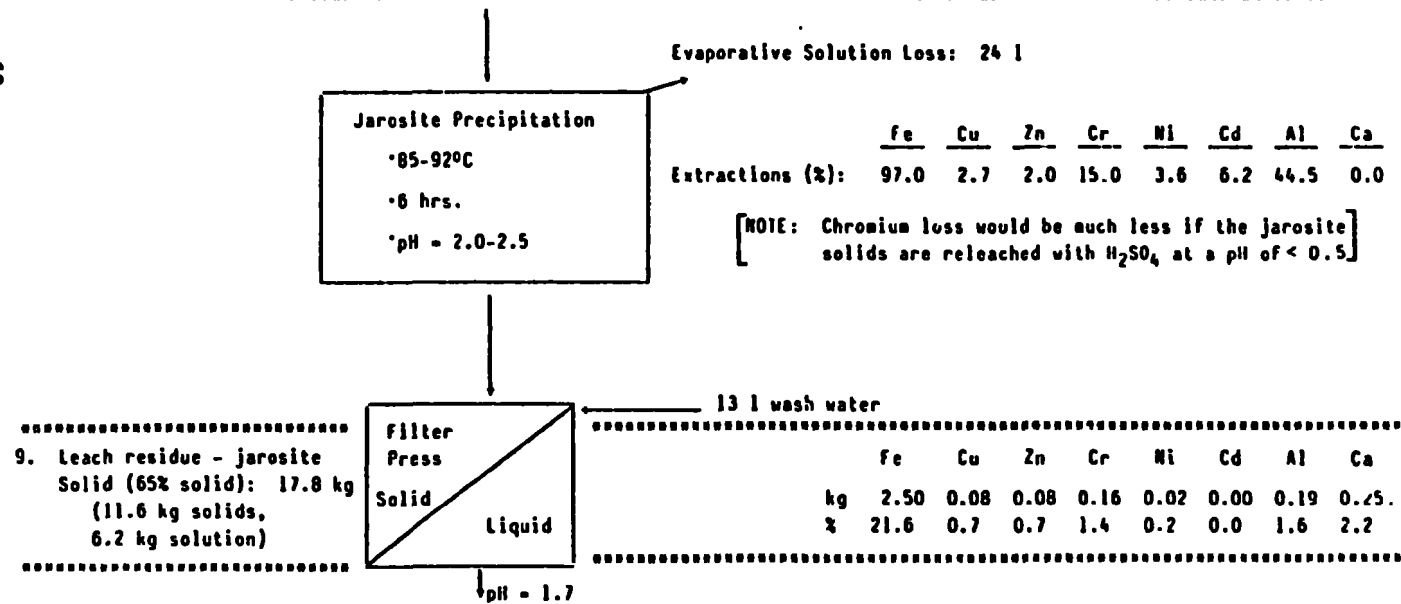 Evaporative Solution Loss: 24 l
Jarosite Precipitation
•85-92ºC
•6 hrs.
•pH = 2.0-2.5
Fe Cu Zn Cr Ni Cd Al Ca
Extractions (%): 97.0 2.7 2.0 15.0 3.6 6.2 44.5 0.0
[NOTE: Chromium loss would be much less if the jarosite
solids are releached with H₂SO₄ at a pH of < 0.5]
13 l wash water
9. Leach residue - jarosite
Solid (65% solid): 17.8 kg
(11.6 kg solids,
6.2 kg solution)
Filter
Press
Solid
Liquid
Fe Cu Zn Cr Ni Cd Al Ca
kg 2.50 0.08 0.08 0.16 0.02 0.00 0.19
% 21.6 0.7 0.7 1.4 0.2 0.0 1.6 2.2
pH = 1.7